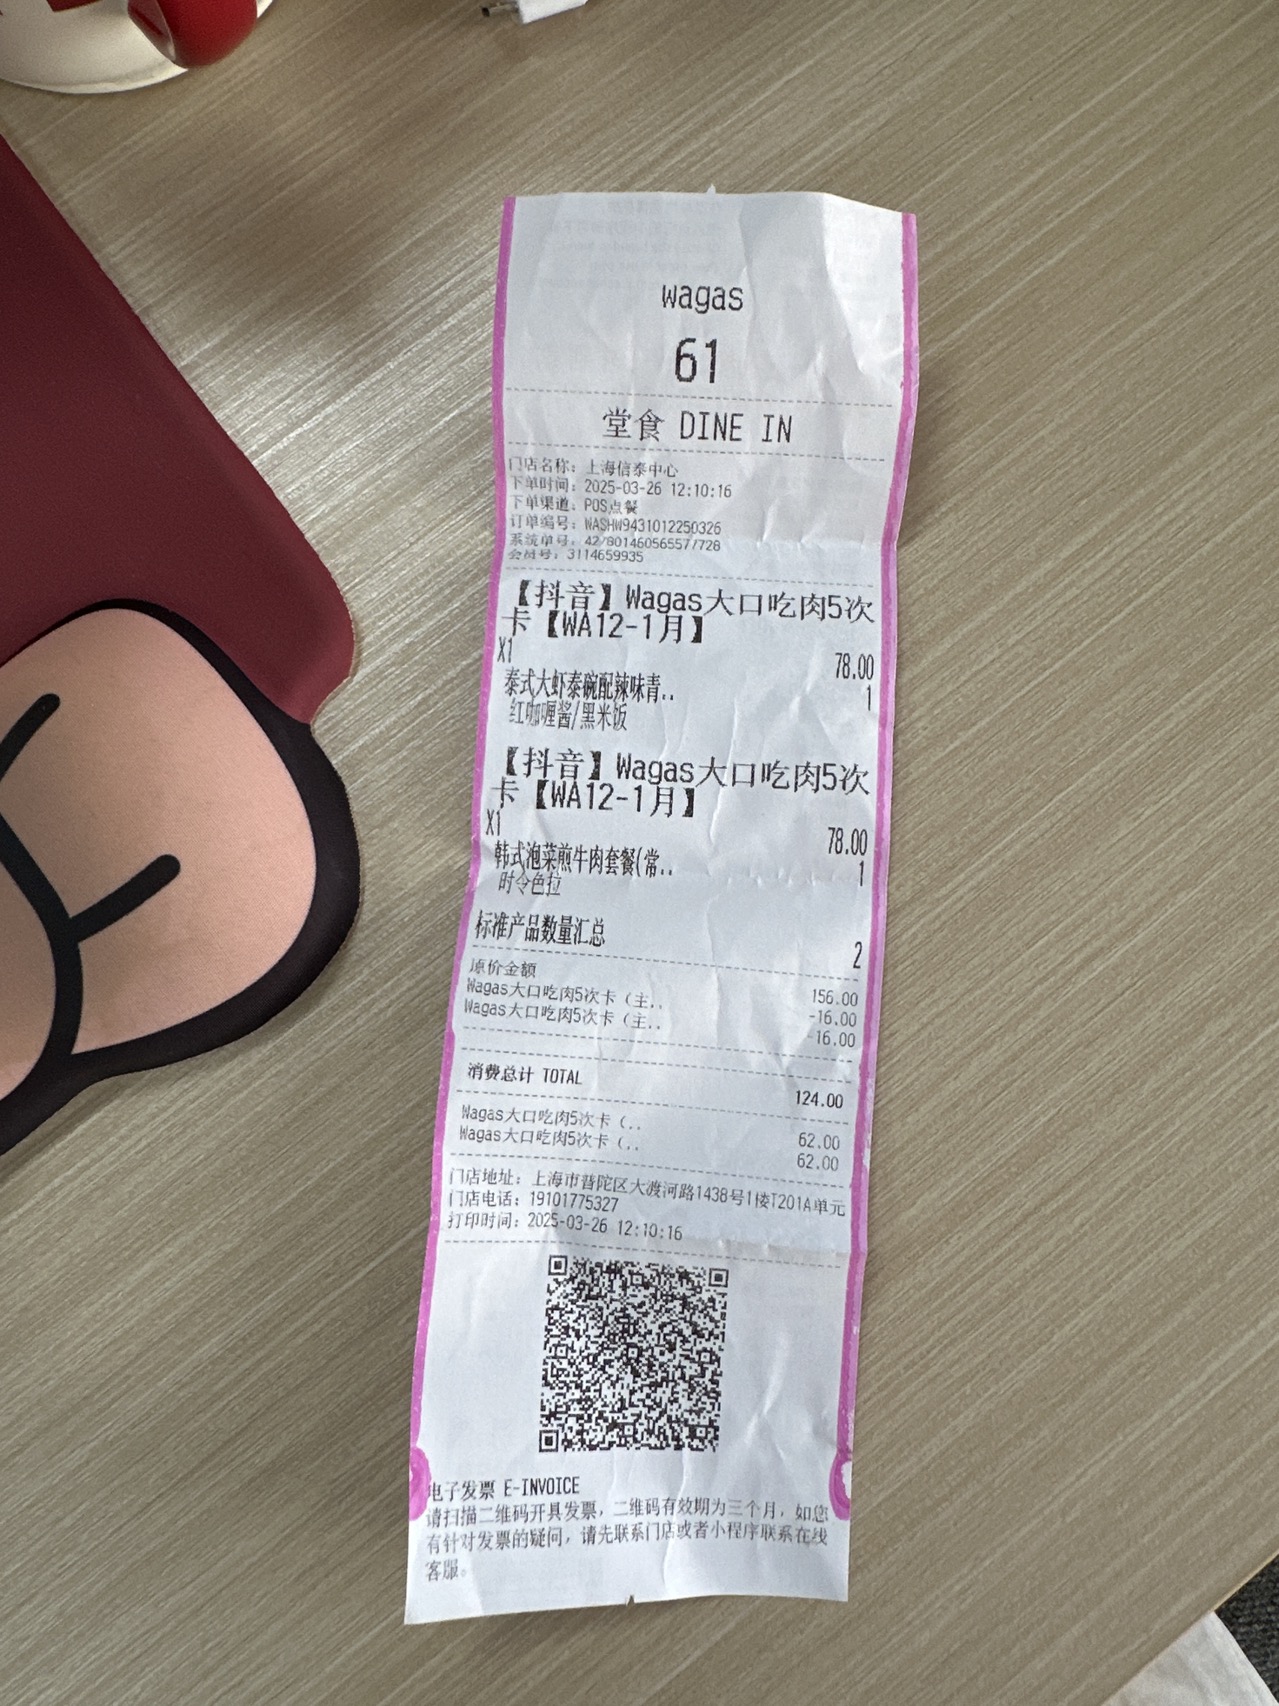 wagas
61
堂食 DINE IN
门店名称: 上海信泰中心
下单时间: 2025-03-26 12:10:16
下单渠道: POS点餐
订单编号: WASHW9431012250326
系统单号: 4278014605655777728
会员号: 3114659935
【抖音】Wagas大口吃肉5次
卡【WA12-1月】
X1 78.00
泰式大虾泰碗配辣味青.. 1
红咖喱酱/黑米饭
【抖音】Wagas大口吃肉5次
卡【WA12-1月】
X1 78.00
韩式泡菜煎牛肉套餐(常.. 1
时令色拉
标准产品数量汇总 2
原价金额 156.00
Wagas大口吃肉5次卡（主.. -16.00
Wagas大口吃肉5次卡（主.. -16.00
消费总计 TOTAL 124.00
Wagas大口吃肉5次卡（.. 62.00
Wagas大口吃肉5次卡（.. 62.00
门店地址: 上海市普陀区大渡河路1438号1楼T201A单元
门店电话: 19101775327
打印时间: 2025-03-26 12:10:16
电子发票 E-INVOICE
请扫描二维码开具发票，二维码有效期为三个月，如您
有针对发票的疑问，请先联系门店或者小程序联系在线
客服。